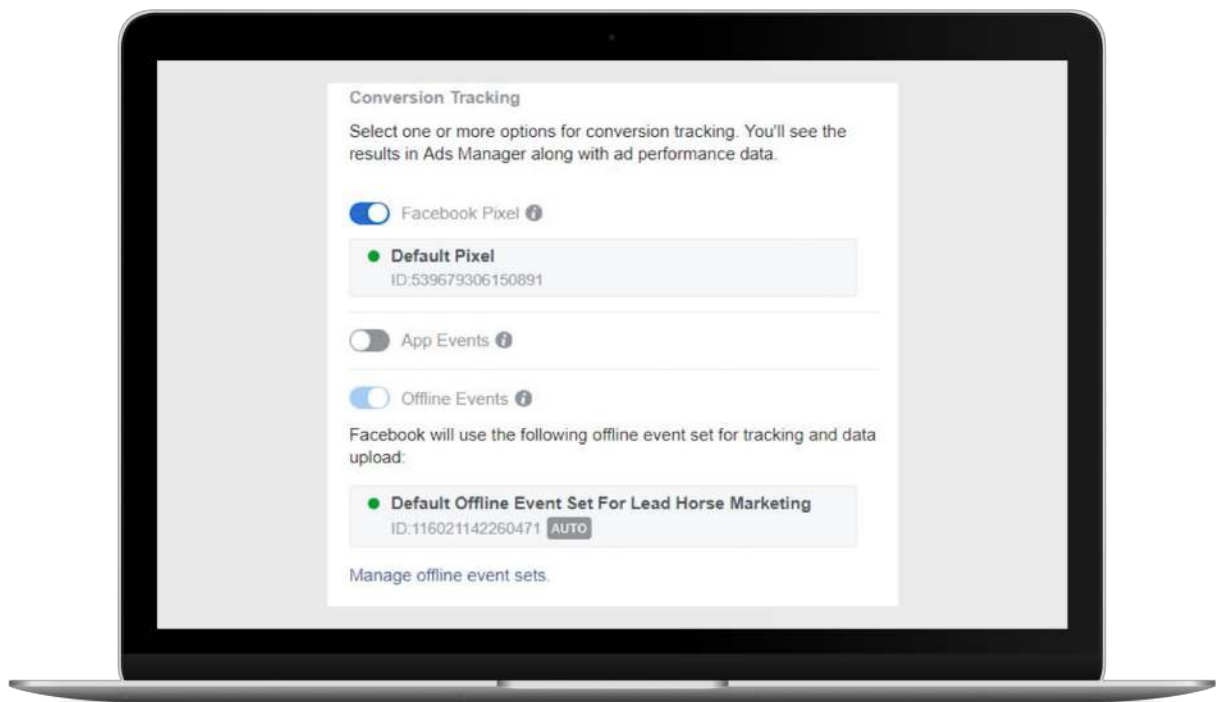 Conversion Tracking
Select one or more options for conversion tracking. You'll see the
results in Ads Manager along with ad performance data.
Facebook Pixel
Default Pixel
ID:539679306150891
App Events
Offline Events
Facebook will use the following offline event set for tracking and data
upload:
Default Offline Event Set For Lead Horse Marketing
ID:116021142260471 AUTO
Manage offline event sets.